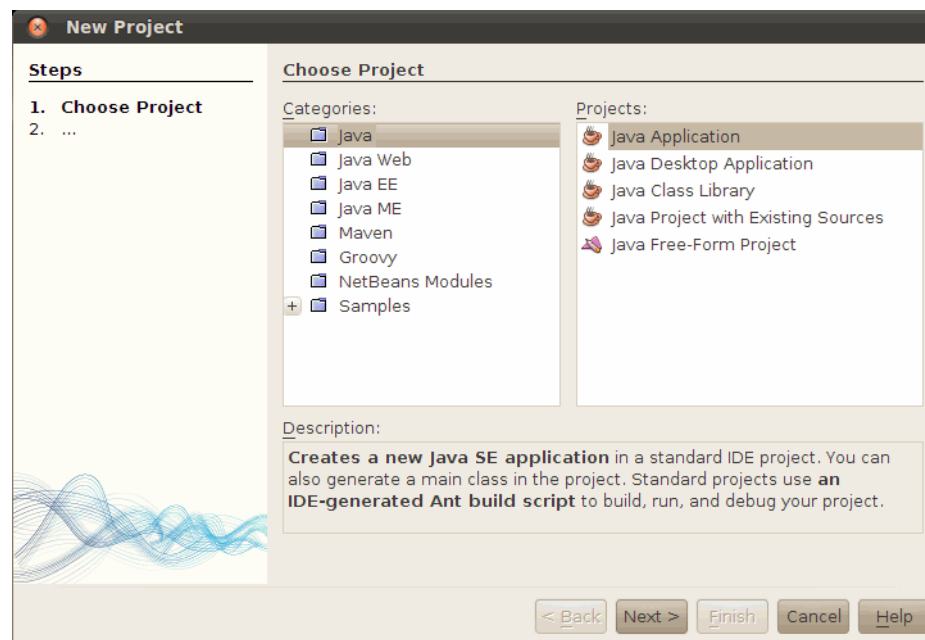 New Project
Steps
1. Choose Project
2. ...
Choose Project
Categories:
Java
Java Web
Java EE
Java ME
Maven
Groovy
NetBeans Modules
+ Samples
Projects:
Java Application
Java Desktop Application
Java Class Library
Java Project with Existing Sources
Java Free-Form Project
Description:
Creates a new Java SE application in a standard IDE project. You can
also generate a main class in the project. Standard projects use an
IDE-generated Ant build script to build, run, and debug your project.
< Back Next > Finish Cancel Help